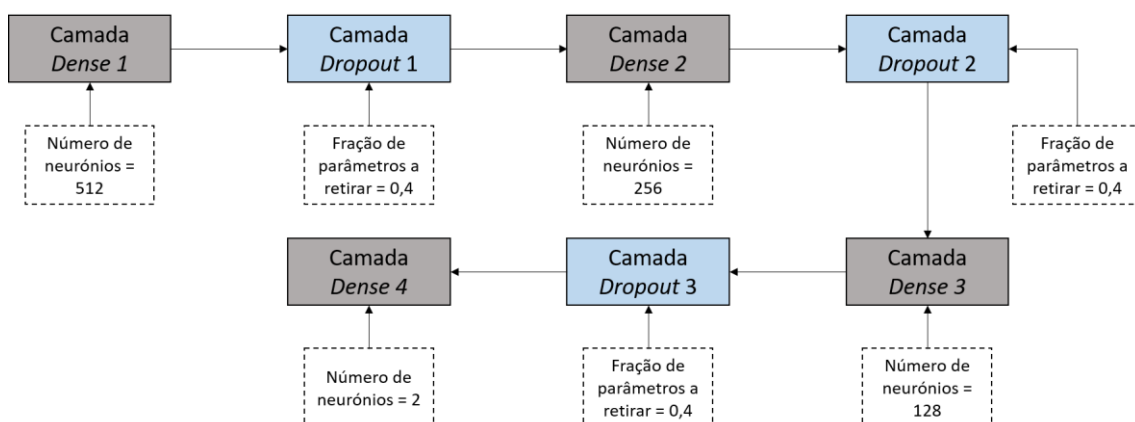 Camada
Dense 1
Camada
Dropout 1
Camada
Dense 2
Camada
Dropout 2
Número de
neurónios =
512
Fração de
parâmetros a
retirar = 0,4
Número de
neurónios =
256
Fração de
parâmetros a
retirar = 0,4
Camada
Dense 4
Camada
Dropout 3
Camada
Dense 3
Número de
neurónios = 2
Fração de
parâmetros a
retirar = 0,4
Número de
neurónios =
128